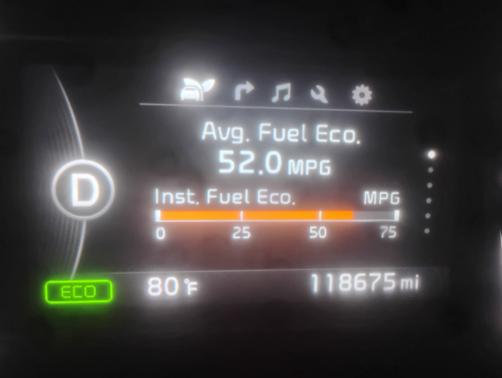 Avg. Fuel Eco.
52.0 MPG
D
Inst. Fuel Eco. MPG
0 25 50 75
ECO 80°F 118675 mi